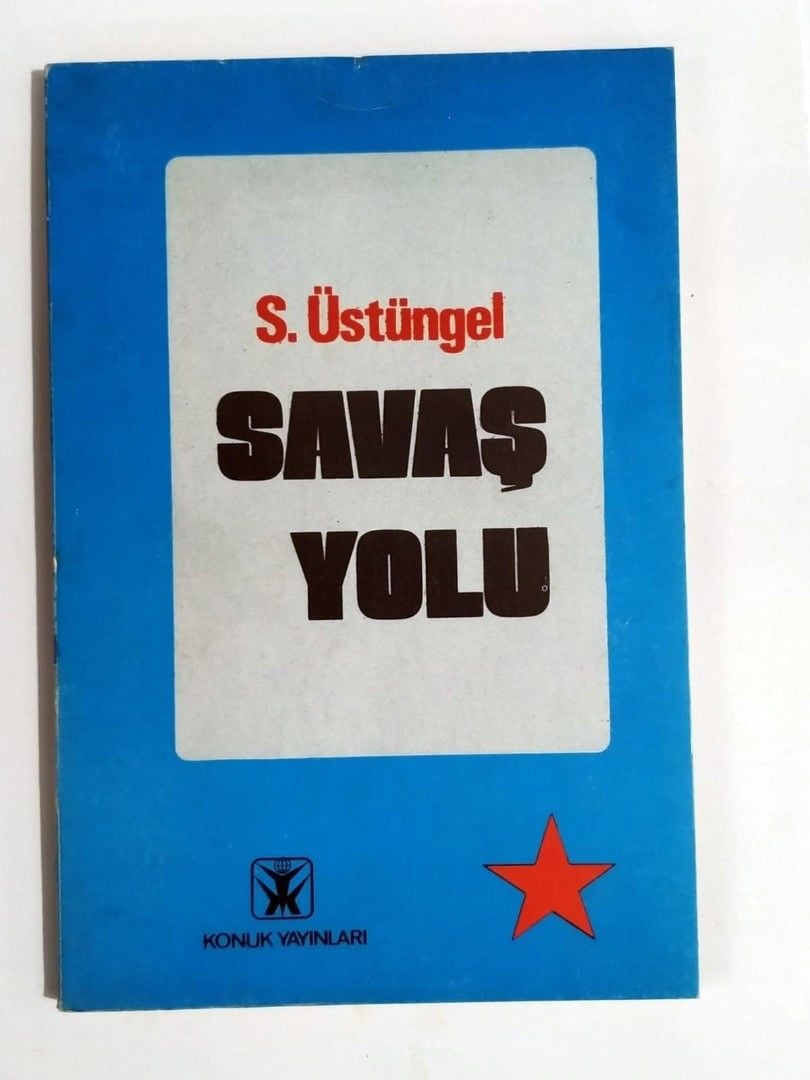 S. Üstüngel
SAVAŞ
YOLU
KONUK YAYINLARI